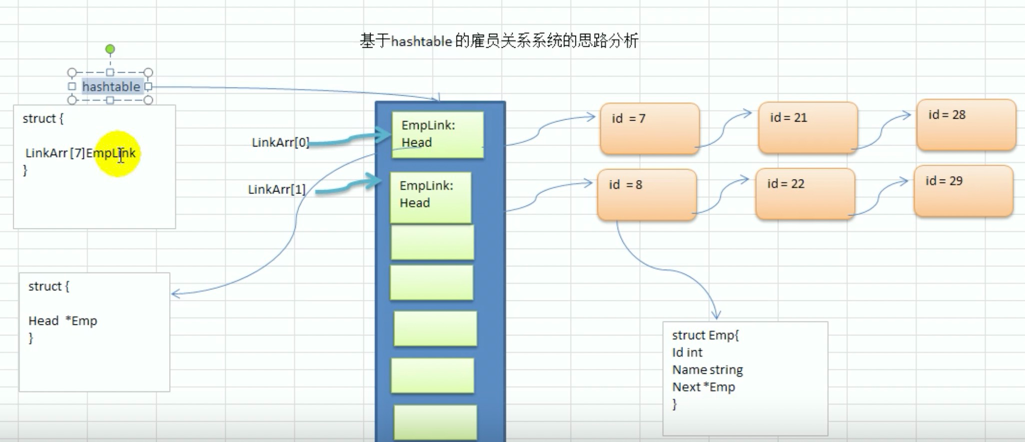 基于hashtable 的雇员关系系统的思路分析
hashtable
struct {
LinkArr [7]EmpLink
}
LinkArr[0]
LinkArr[1]
EmpLink:
Head
EmpLink:
Head
id = 7
id = 21
id = 28
id = 8
id = 22
id = 29
struct {
Head *Emp
}
struct Emp{
Id int
Name string
Next *Emp
}